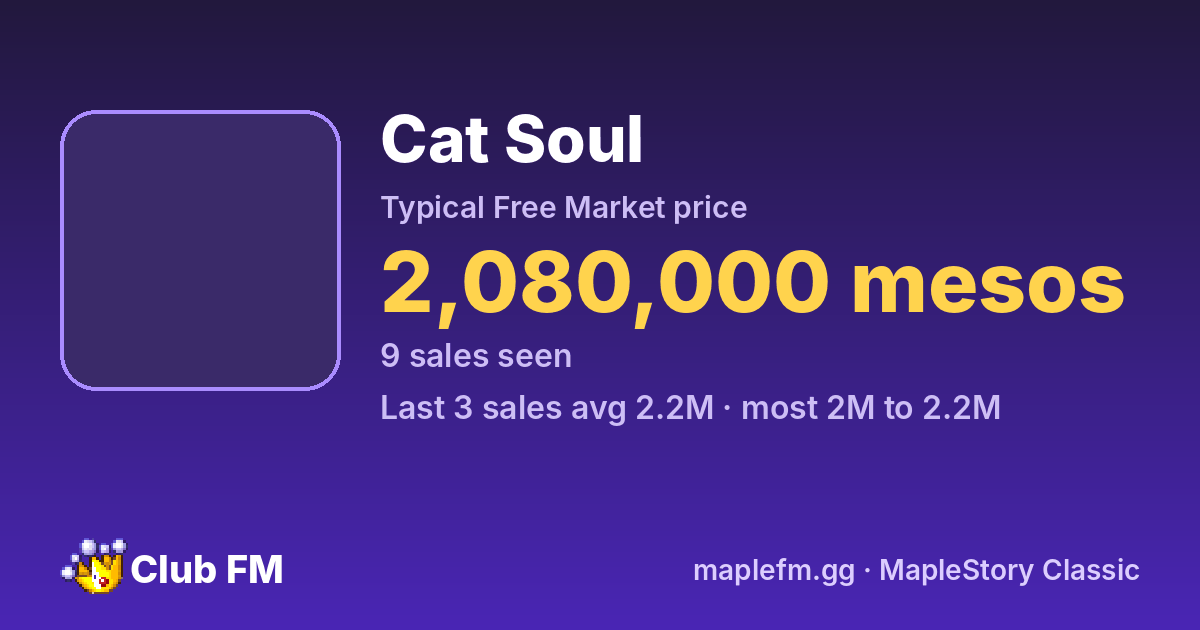 Cat Soul
Typical Free Market price
2,080,000 mesos
9 sales seen
Last 3 sales avg 2.2M · most 2M to 2.2M
Club FM
maplefm.gg · MapleStory Classic